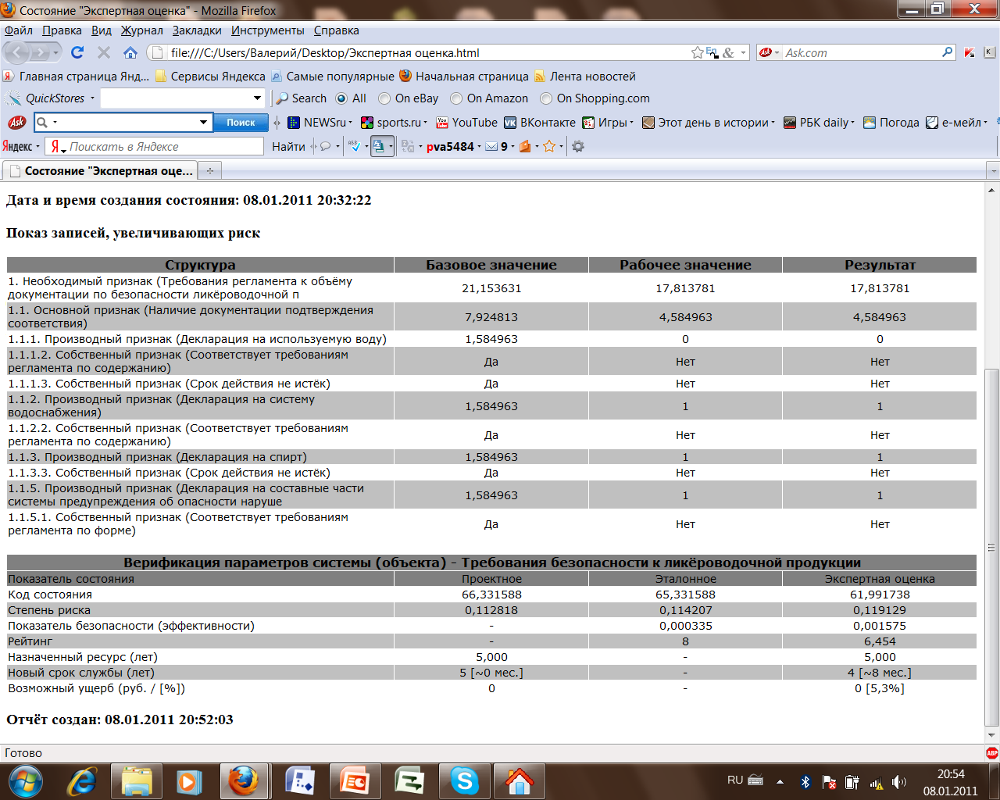 Состояние "Экспертная оценка" - Mozilla Firefox
Файл Правка Вид Журнал Закладки Инструменты Справка
file:///C:/Users/Валерий/Desktop/Экспертная оценка.html
Ask Ask.com
Главная страница Янд... Сервисы Яндекса Самые популярные Начальная страница Лента новостей
QuickStores Search All On eBay On Amazon On Shopping.com
Ask Поиск NEWSru sports.ru YouTube ВКонтакте Игры Этот день в истории РБК daily Погода е-мейл
Яндекс Я Поискать в Яндексе Найти pva5484 9
Состояние "Экспертная оце...
Дата и время создания состояния: 08.01.2011 20:32:22
Показ записей, увеличивающих риск
Структура Базовое значение Рабочее значение Результат
1. Необходимый признак (Требования регламента к объёму
документации по безопасности ликёроводочной п 21,153631 17,813781 17,813781
1.1. Основной признак (Наличие документации подтверждения
соответствия) 7,924813 4,584963 4,584963
1.1.1. Производный признак (Декларация на используемую воду) 1,584963 0 0
1.1.1.2. Собственный признак (Соответствует требованиям
регламента по содержанию) Да Нет Нет
1.1.1.3. Собственный признак (Срок действия не истёк) Да Нет Нет
1.1.2. Производный признак (Декларация на систему
водоснабжения) 1,584963 1 1
1.1.2.2. Собственный признак (Соответствует требованиям
регламента по содержанию) Да Нет Нет
1.1.3. Производный признак (Декларация на спирт) 1,584963 1 1
1.1.3.3. Собственный признак (Срок действия не истёк) Да Нет Нет
1.1.5. Производный признак (Декларация на составные части
системы предупреждения об опасности наруше 1,584963 1 1
1.1.5.1. Собственный признак (Соответствует требованиям
регламента по форме) Да Нет Нет
Верификация параметров системы (объекта) - Требования безопасности к ликёроводочной продукции
Показатель состояния Проектное Эталонное Экспертная оценка
Код состояния 66,331588 65,331588 61,991738
Степень риска 0,112818 0,114207 0,119129
Показатель безопасности (эффективности) - 0,000335 0,001575
Рейтинг - 8 6,454
Назначенный ресурс (лет) 5,000 - 5,000
Новый срок службы (лет) 5 [~0 мес.] - 4 [~8 мес.]
Возможный ущерб (руб. / [%]) 0 - 0 [5,3%]
Отчёт создан: 08.01.2011 20:52:03
Готово ABP
RU 20:54
08.01.2011